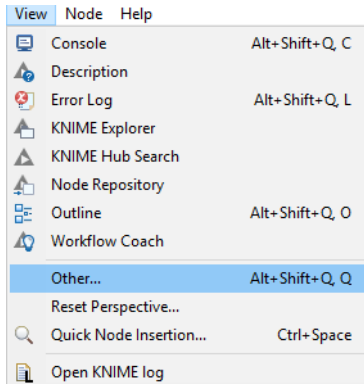 View Node Help
Console Alt+Shift+Q, C
Description
Error Log Alt+Shift+Q, L
KNIME Explorer
KNIME Hub Search
Node Repository
Outline Alt+Shift+Q, O
Workflow Coach
Other... Alt+Shift+Q, Q
Reset Perspective...
Quick Node Insertion... Ctrl+Space
Open KNIME log